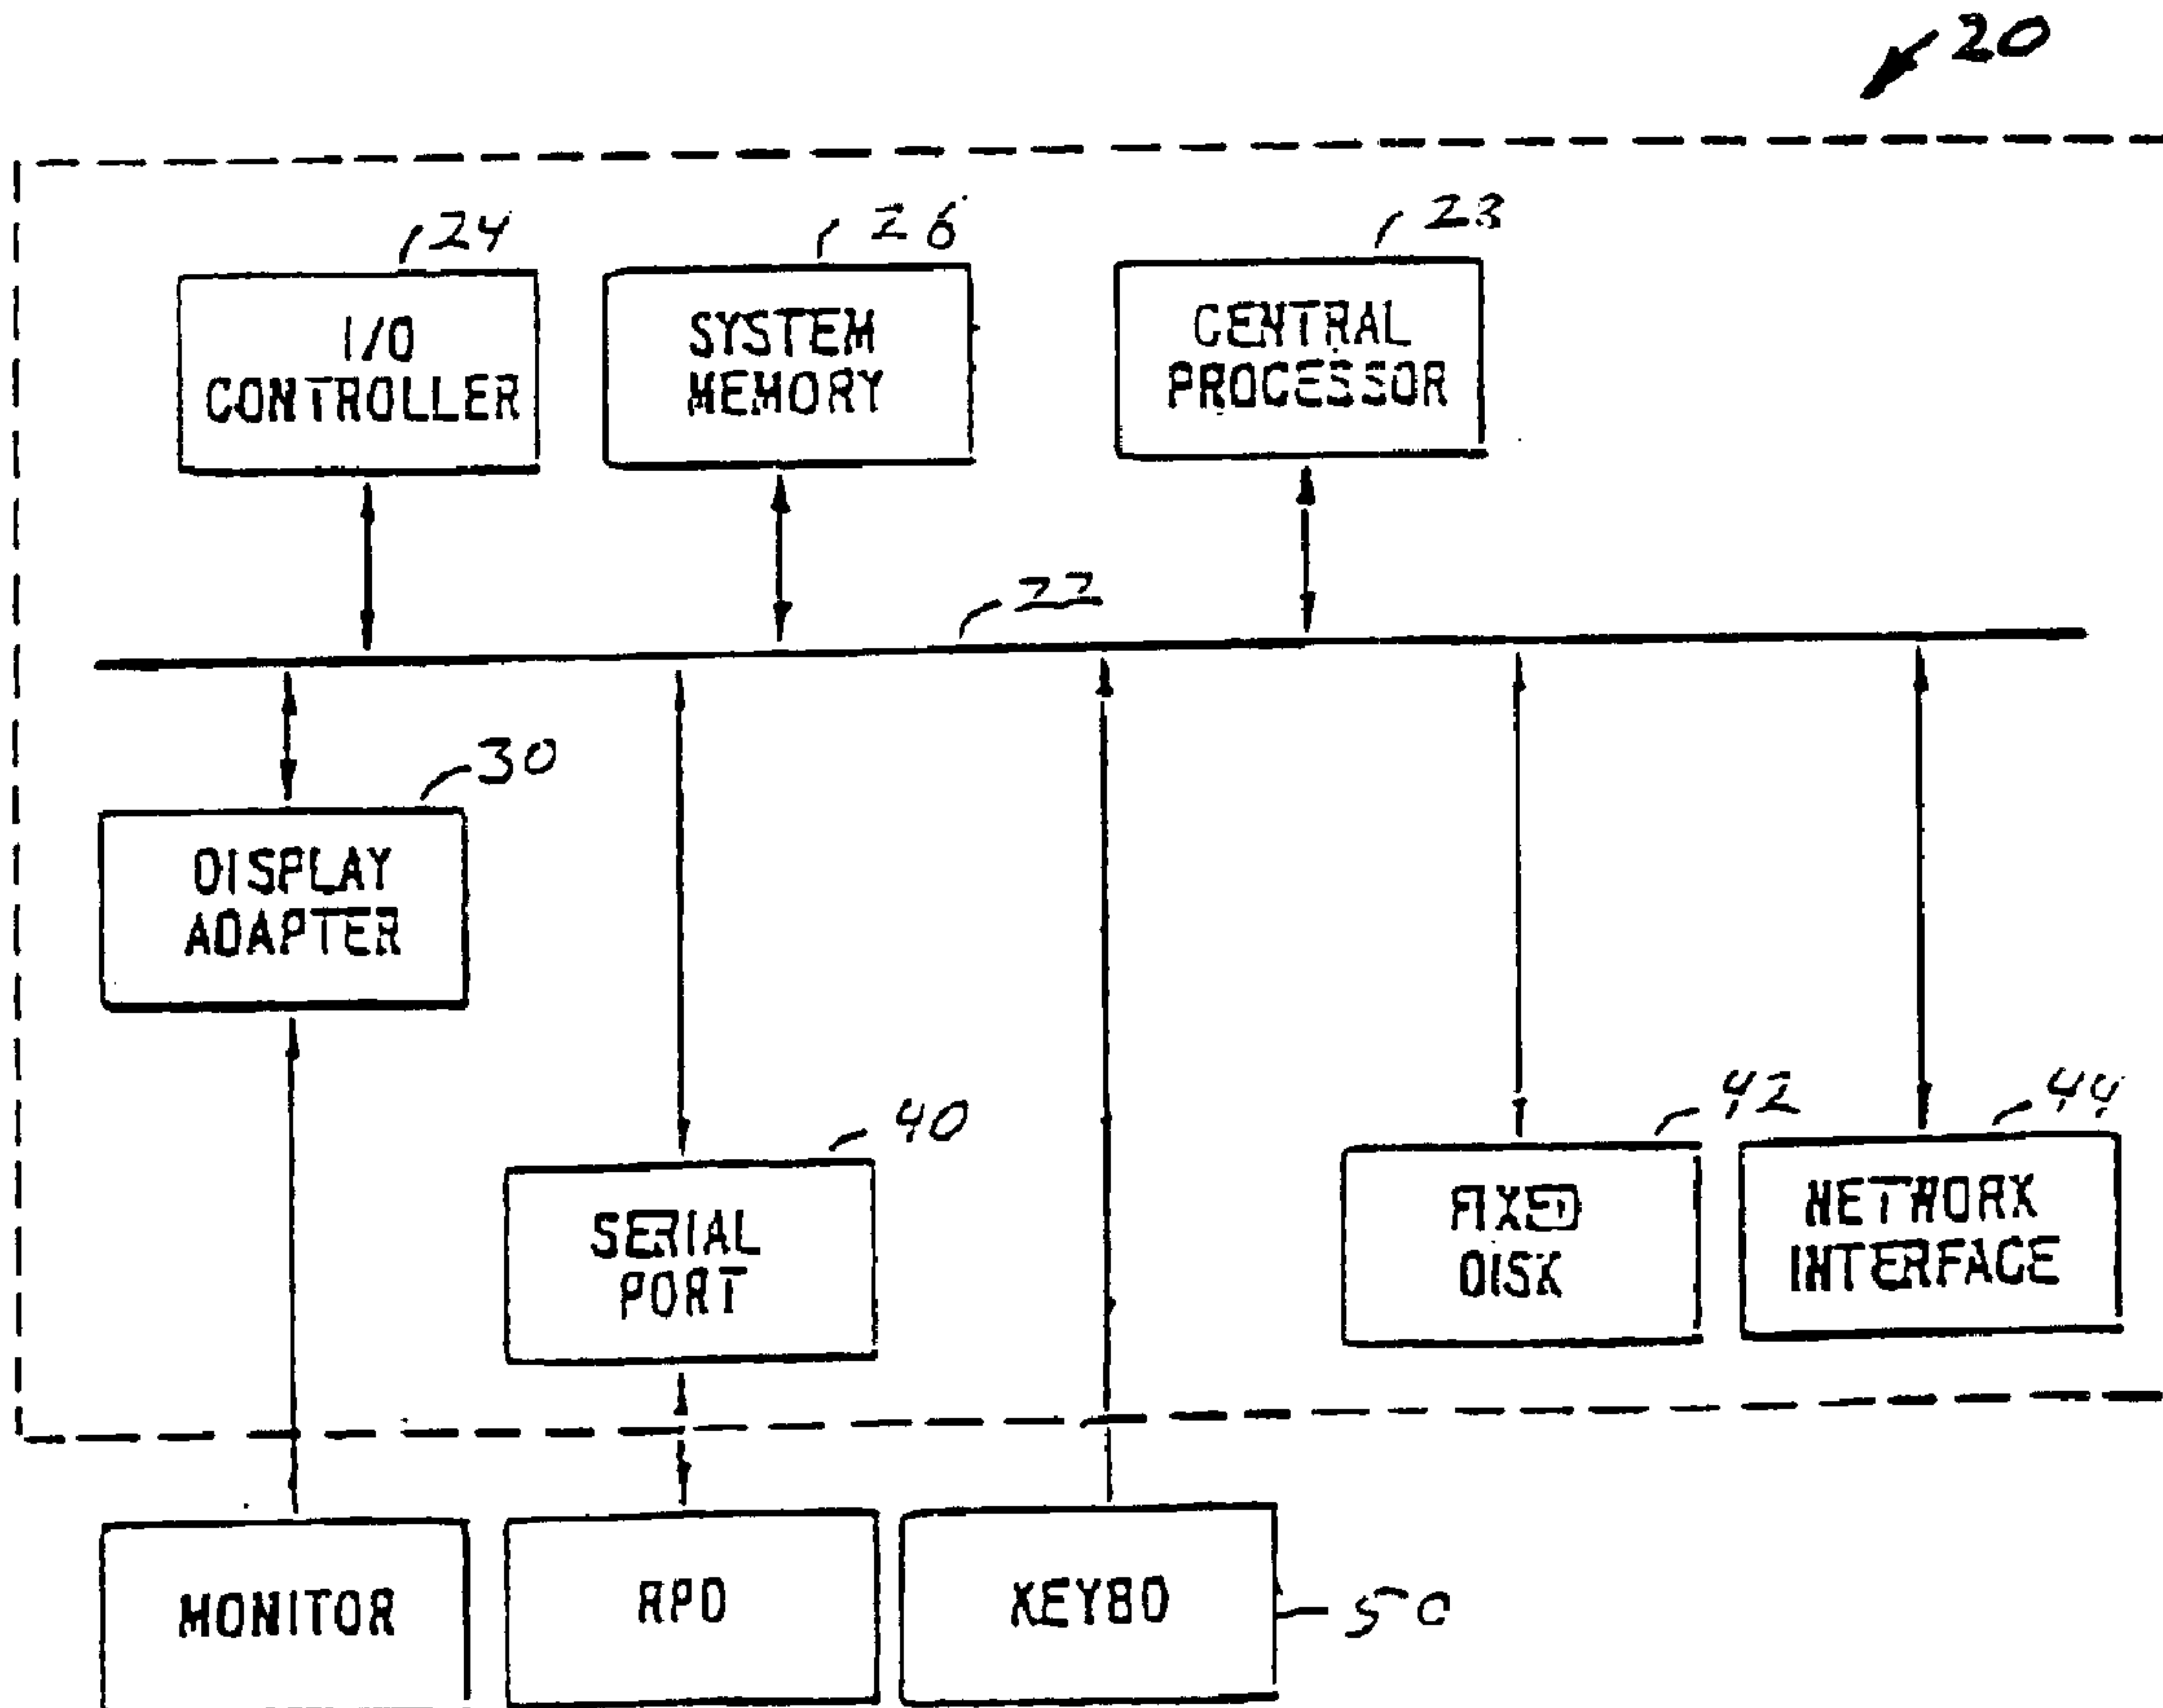 20
24
26
23
I/O
CONTROLLER
SYSTEM
MEMORY
CENTRAL
PROCESSOR
22
30
DISPLAY
ADAPTER
40
42
44
SERIAL
PORT
FIXED
DISK
NETWORK
INTERFACE
MONITOR
RPD
KEYBD
50